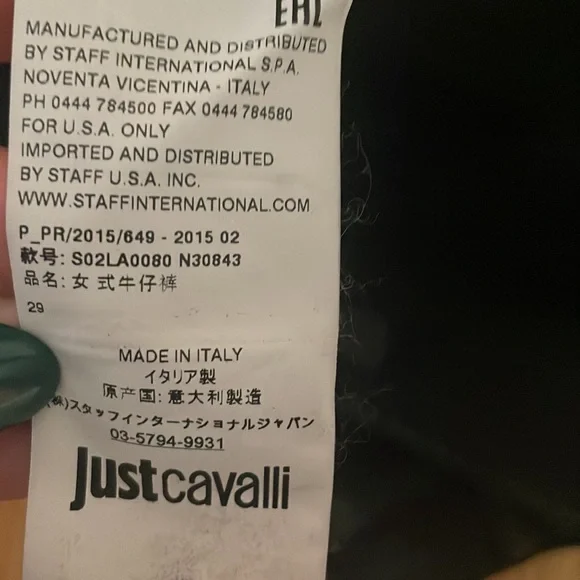 EAC
MANUFACTURED AND DISTRIBUTED
BY STAFF INTERNATIONAL S.P.A.
NOVENTA VICENTINA - ITALY
PH 0444 784500 FAX 0444 784580
FOR U.S.A. ONLY
IMPORTED AND DISTRIBUTED
BY STAFF U.S.A. INC.
WWW.STAFFINTERNATIONAL.COM
P_PR/2015/649 - 2015 02
款号: S02LA0080 N30843
品名: 女 式牛仔裤
29
MADE IN ITALY
イタリア製
原产国: 意大利製造
(株)スタッフインターナショナルジャパン
03-5794-9931
justcavalli